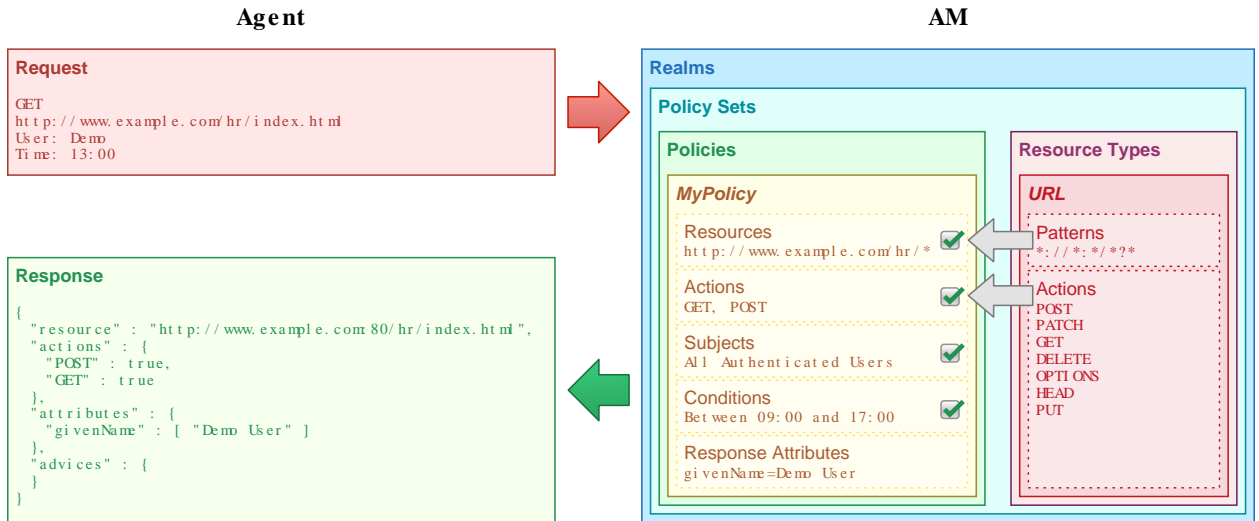 Agent
AM
Request
GET
http://www.example.com/hr/index.html
User: Demo
Time: 13:00
Response
{
"resource" : "http://www.example.com:80/hr/index.html",
"actions" : {
"POST" : true,
"GET" : true
},
"attributes" : {
"givenName" : [ "Demo User" ]
},
"advices" : {
}
}
Realms
Policy Sets
Policies
MyPolicy
Resources
http://www.example.com/hr/*
Actions
GET, POST
Subjects
All Authenticated Users
Conditions
Between 09:00 and 17:00
Response Attributes
givenName=Demo User
Resource Types
URL
Patterns
*://*:*/*?*
Actions
POST
PATCH
GET
DELETE
OPTIONS
HEAD
PUT